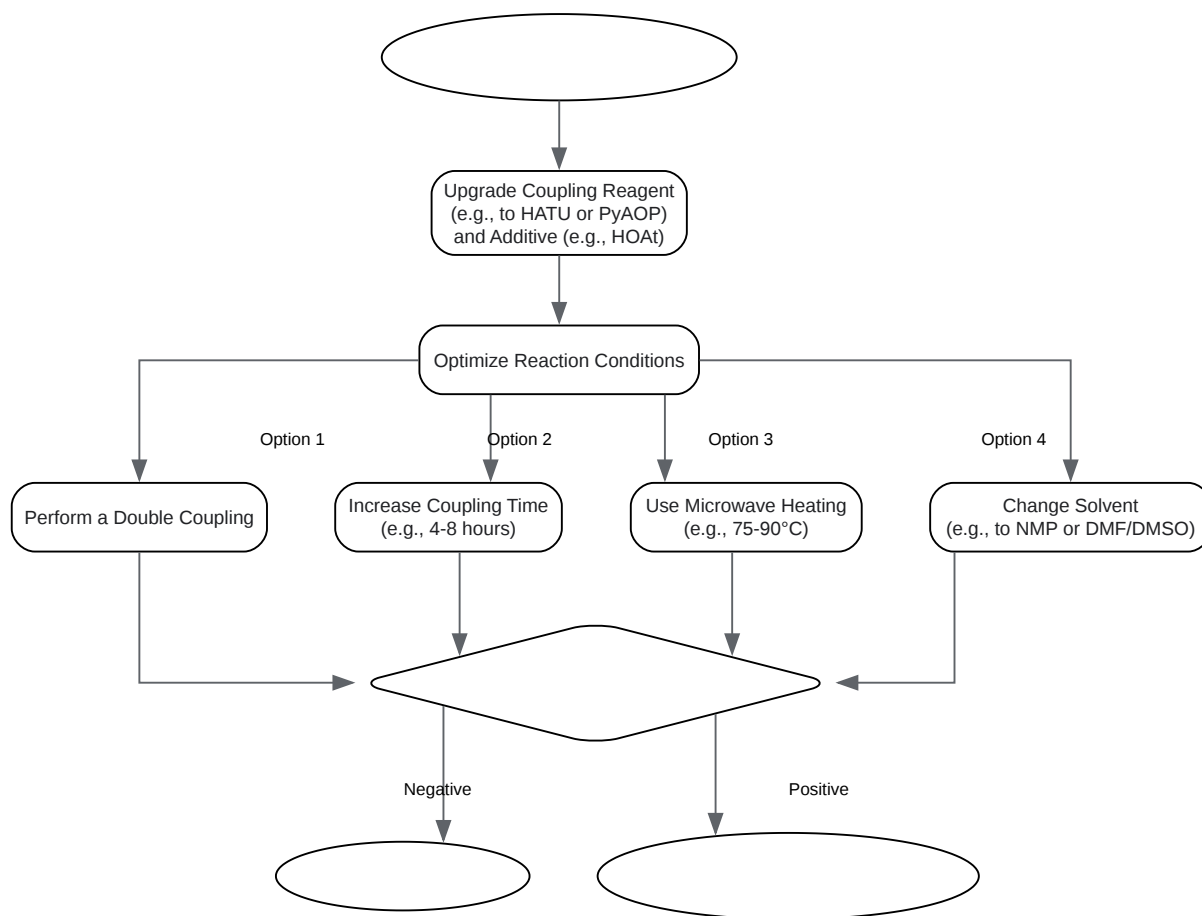 Upgrade Coupling Reagent
(e.g., to HATU or PyAOP)
and Additive (e.g., HOAt)
Optimize Reaction Conditions
Option 1
Option 2
Option 3
Option 4
Perform a Double Coupling
Increase Coupling Time
(e.g., 4-8 hours)
Use Microwave Heating
(e.g., 75-90°C)
Change Solvent
(e.g., to NMP or DMF/DMSO)
Negative
Positive